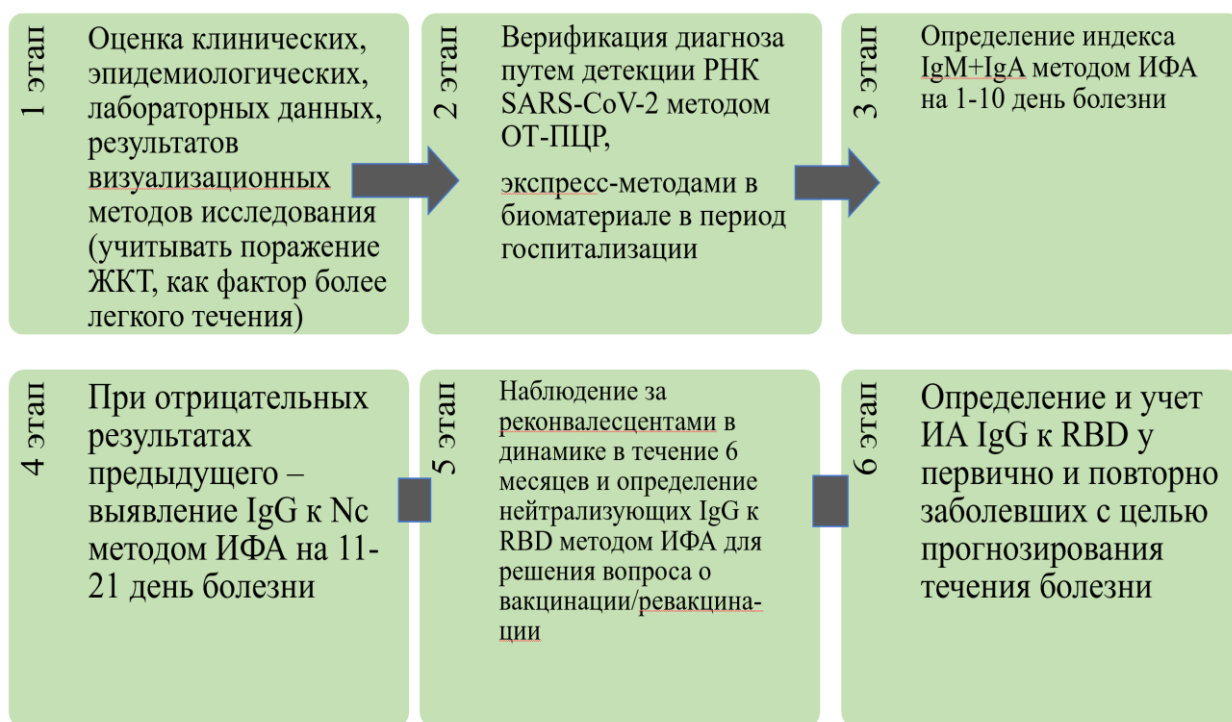 1 этап
Оценка клинических,
эпидемиологических,
лабораторных данных,
результатов
визуализационных
методов исследования
(учитывать поражение
ЖКТ, как фактор более
легкого течения)
2 этап
Верификация диагноза
путем детекции РНК
SARS-CoV-2 методом
ОТ-ПЦР,
экспресс-методами в
биоматериале в период
госпитализации
3 этап
Определение индекса
IgM+IgA методом ИФА
на 1-10 день болезни
4 этап
При отрицательных
результатах
предыдущего –
выявление IgG к Nc
методом ИФА на 11-
21 день болезни
5 этап
Наблюдение за
реконвалесцентами в
динамике в течение 6
месяцев и определение
нейтрализующих IgG к
RBD методом ИФА для
решения вопроса о
вакцинации/ревакцина-
ции
6 этап
Определение и учет
ИА IgG к RBD у
первично и повторно
заболевших с целью
прогнозирования
течения болезни